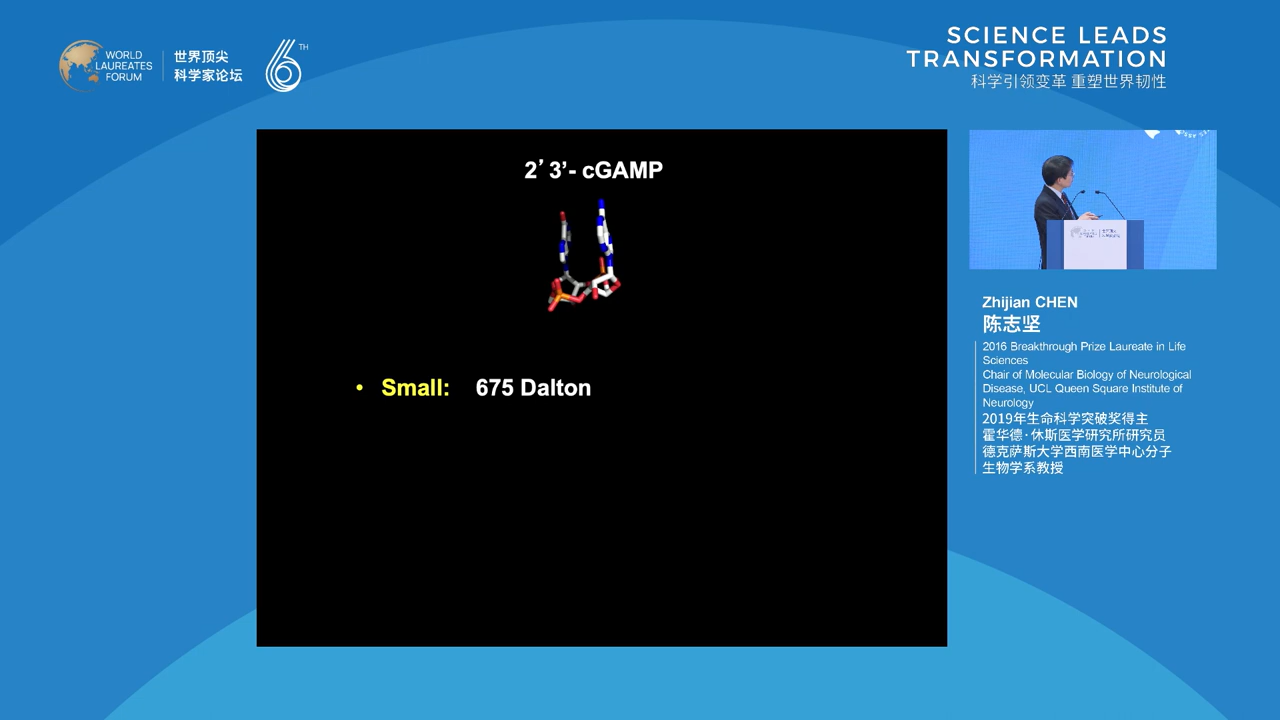 WORLD
LAUREATES
FORUM
世界顶尖
科学家论坛
6TH
SCIENCE LEADS
TRANSFORMATION
科学引领变革 重塑世界韧性
2’ 3’- cGAMP
• Small: 675 Dalton
Zhijian CHEN
陈志坚
2016 Breakthrough Prize Laureate in Life
Sciences
Chair of Molecular Biology of Neurological
Disease, UCL Queen Square Institute of
Neurology
2019年生命科学突破奖得主
霍华德·休斯医学研究所研究员
德克萨斯大学西南医学中心分子
生物学系教授